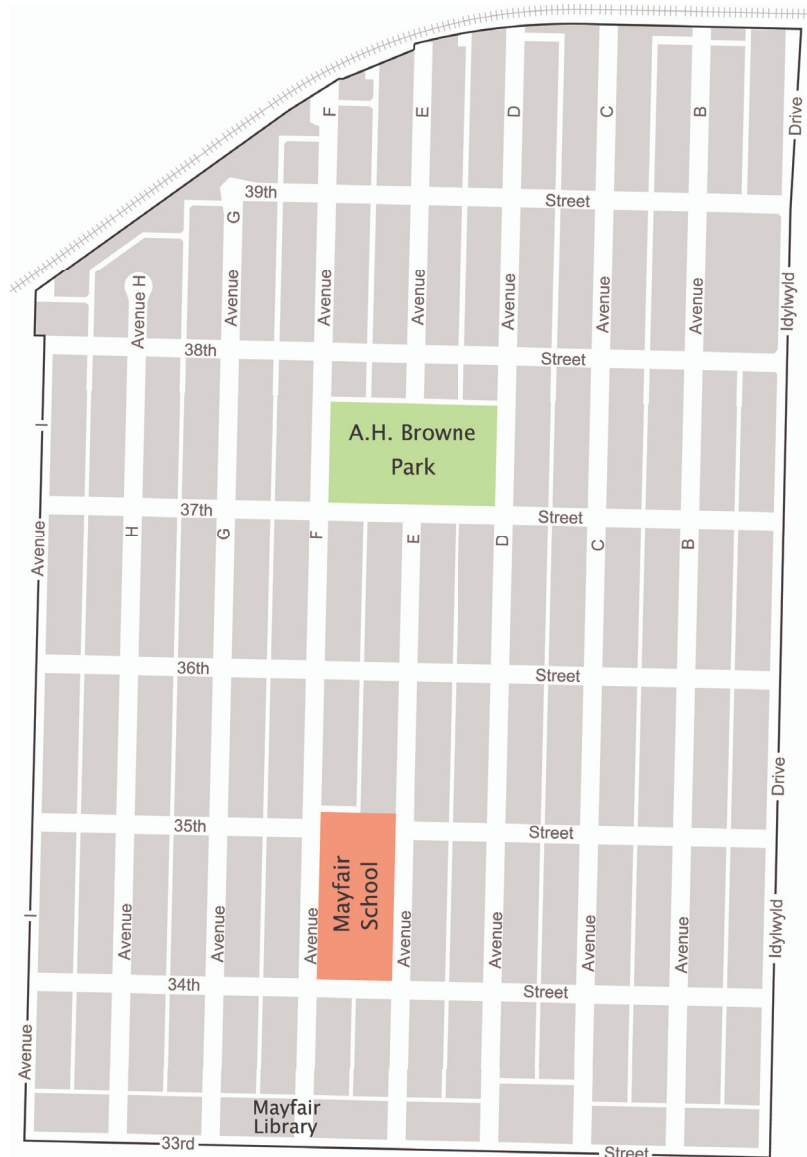 F
E
D
C
B
Drive
39th
Street
G
Avenue H
Avenue
Avenue
Avenue
Avenue
Avenue
Avenue
Idylwyld
38th
Street
I
A.H. Browne
Park
37th
Street
Avenue
H
G
F
E
D
C
B
36th
Street
Drive
35th
Street
Mayfair
School
I
Avenue
Avenue
Avenue
Avenue
Avenue
Avenue
Avenue
Idylwyld
34th
Street
Avenue
Mayfair
Library
33rd
Street